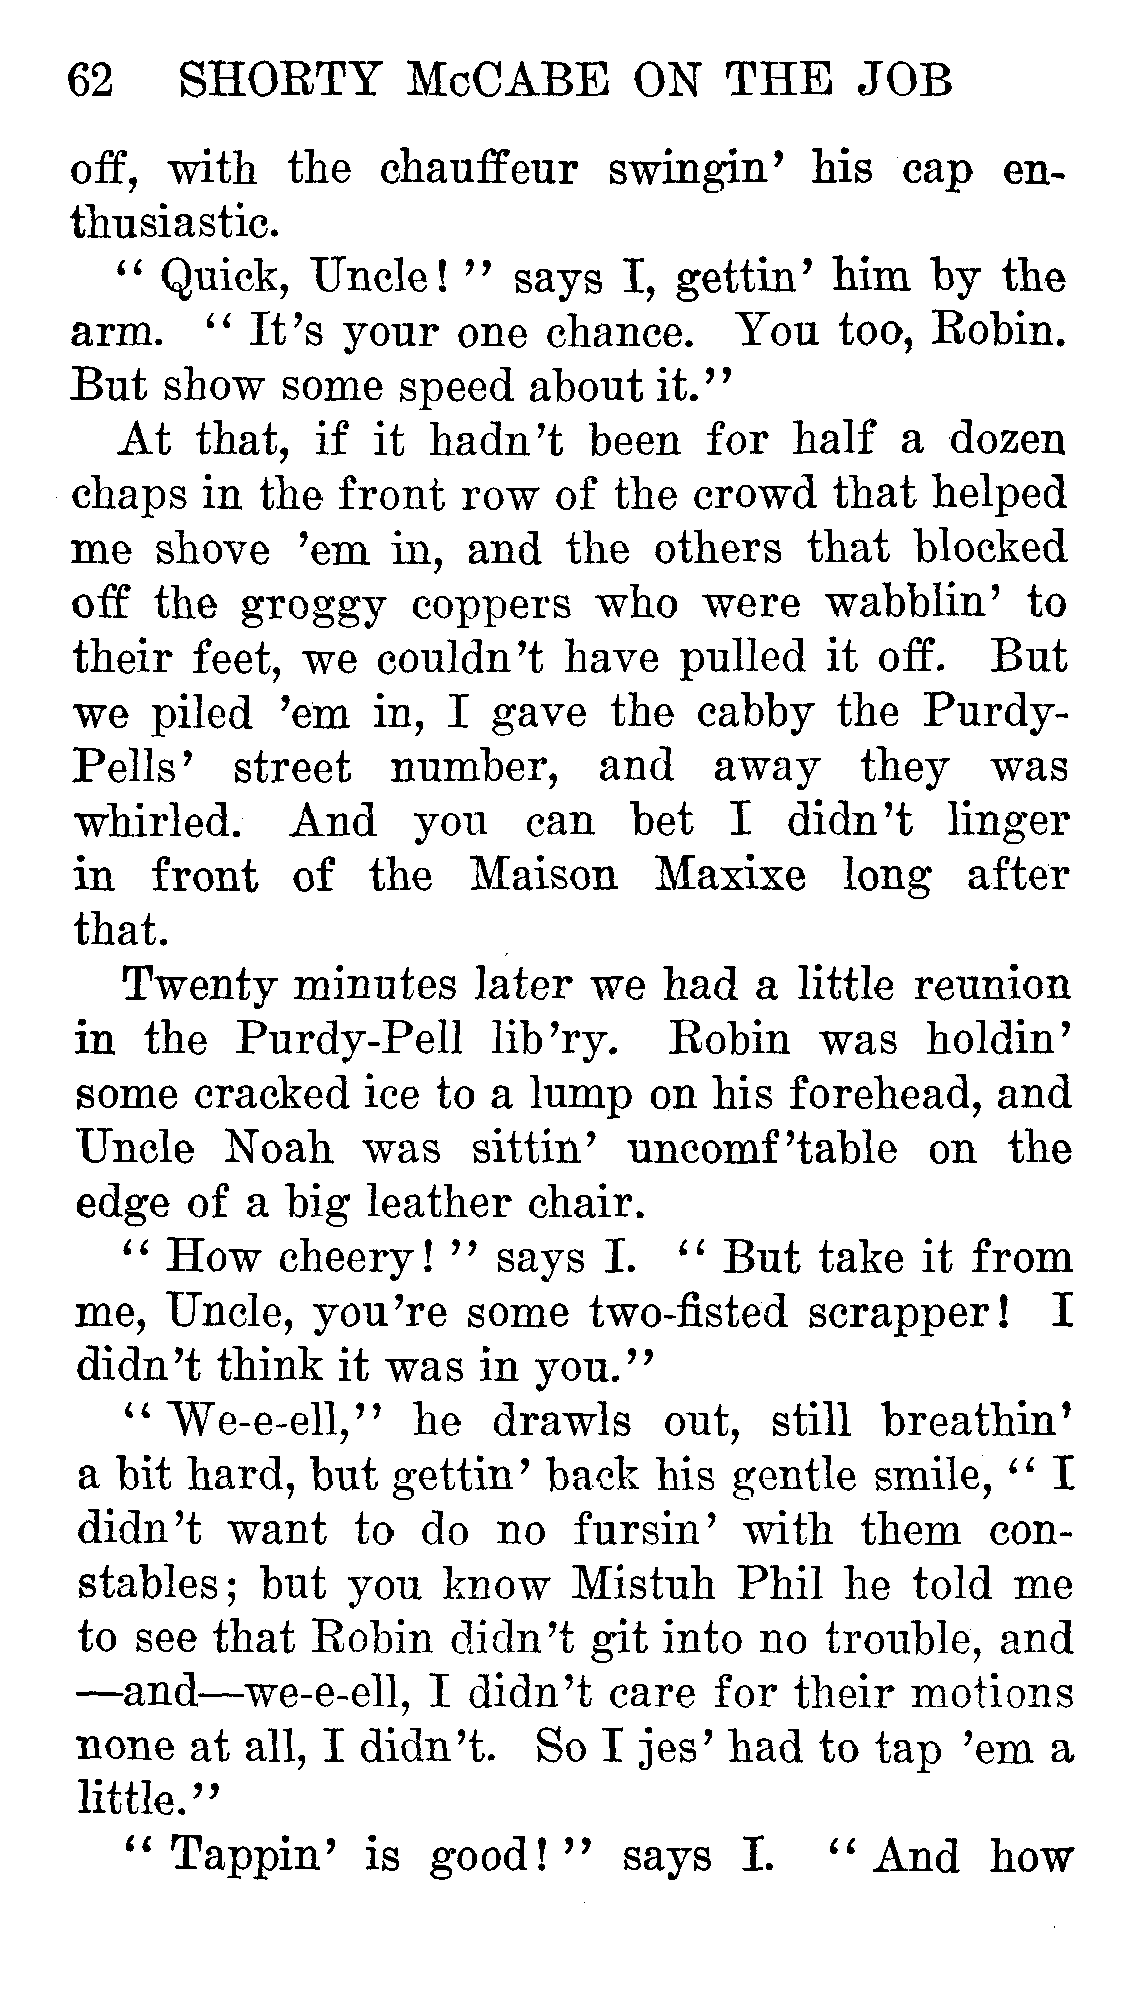 62 SHORTY McCABE ON THE JOB
off, with the chauffeur swingin' his cap en-
thusiastic.
"Quick, Uncle!" says I, gettin' him by the
arm. "It's your one chance. You too, Robin.
But show some speed about it."
At that, if it hadn't been for half a dozen
chaps in the front row of the crowd that helped
me shove 'em in, and the others that blocked
off the groggy coppers who were wabblin' to
their feet, we couldn't have pulled it off. But
we piled 'em in, I gave the cabby the Purdy-
Pells' street number, and away they was
whirled. And you can bet I didn't linger
in front of the Maison Maxixe long after
that.
Twenty minutes later we had a little reunion
in the Purdy-Pell lib'ry. Robin was holdin'
some cracked ice to a lump on his forehead, and
Uncle Noah was sittin' uncomf'table on the
edge of a big leather chair.
"How cheery!" says I. "But take it from
me, Uncle, you're some two-fisted scrapper! I
didn't think it was in you."
"We-e-ell," he drawls out, still breathin'
a bit hard, but gettin' back his gentle smile, "I
didn't want to do no fursin' with them con-
stables; but you know Mistuh Phil he told me
to see that Robin didn't git into no trouble, and
—and—we-e-ell, I didn't care for their motions
none at all, I didn't. So I jes' had to tap 'em a
little."
"Tappin' is good!" says I. "And how